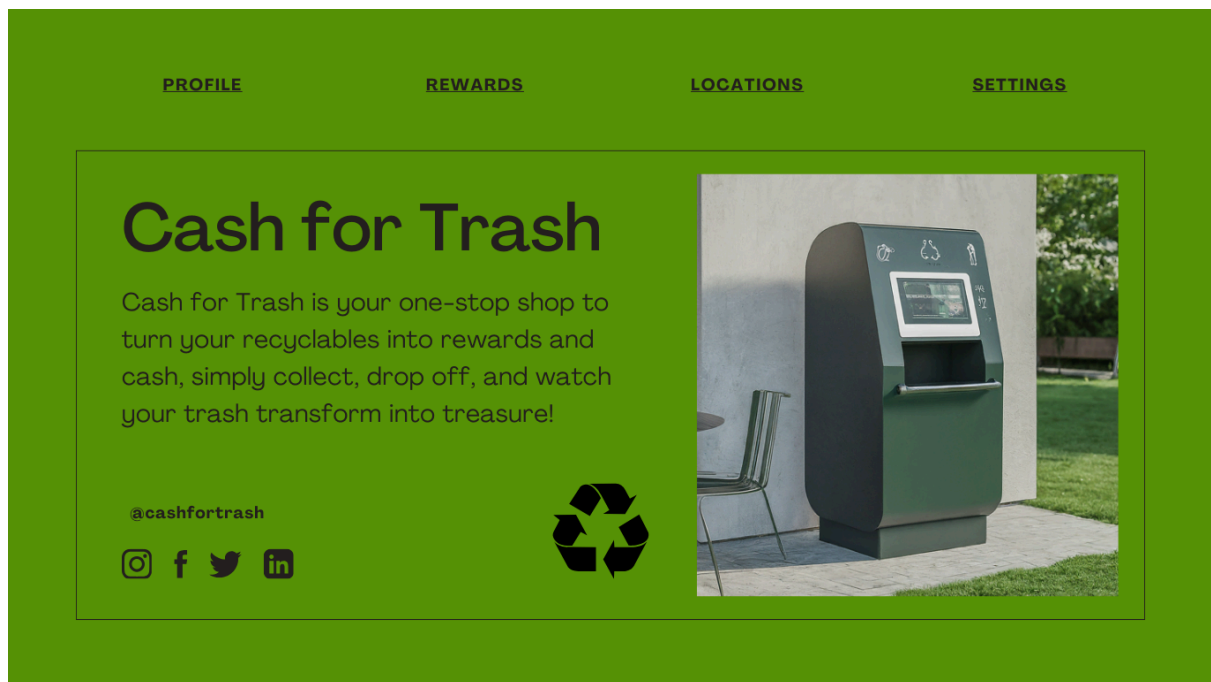 PROFILE REWARDS LOCATIONS SETTINGS
Cash for Trash
Cash for Trash is your one-stop shop to
turn your recyclables into rewards and
cash, simply collect, drop off, and watch
your trash transform into treasure!
@cashfortrash